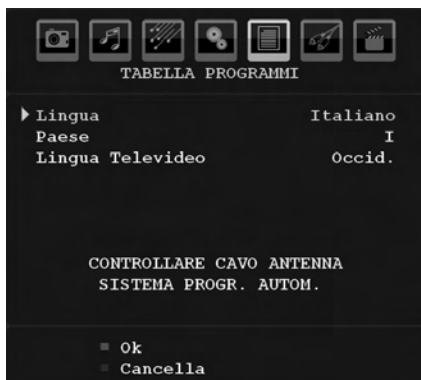 TABELLA PROGRAMMI
Lingua Italiano
Paese I
Lingua Televideo Occid.
CONTROLLARE CAVO ANTENNA
SISTEMA PROGR. AUTOM.
Ok
Cancella